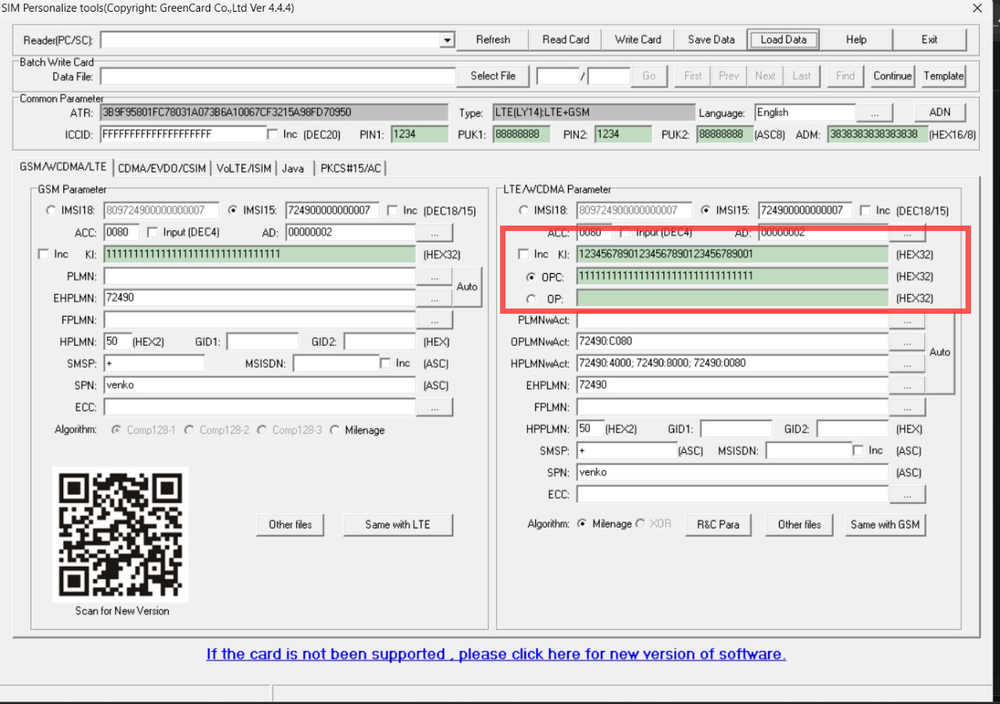 SIM Personalize tools(Copyright: GreenCard Co.,Ltd Ver 4.4.4)
Reader(PC/SC): Refresh Read Card Write Card Save Data Load Data Help Exit
Batch Write Card
Data File: Select File / Go First Prev Next Last Find Continue Template
Common Parameter
ATR: 3B9F95801FC78031A073B6A10067CF3215A98FD70950 Type: LTE(LY14):LTE+GSM Language: English ... ADN
ICCID: FFFFFFFFFFFFFFFFFFFF Inc (DEC20) PIN1: 1234 PUK1: 88888888 PIN2: 1234 PUK2: 88888888 (ASC8) ADM: 3838383838383838 (HEX16/8)
GSM/WCDMA/LTE CDMA/EVDO/CSIM VoLTE/ISIM Java PKCS#15/AC
GSM Parameter
IMSI18: 809724900000000007 IMSI15: 724900000000007 Inc (DEC18/15)
ACC: 0080 Input (DEC4) AD: 00000002 ...
Inc KI: 11111111111111111111111111111111 (HEX32)
PLMN: ...
Auto
EHPLMN: 72490 ...
FPLMN: ...
HPLMN: 50 (HEX2) GID1: GID2: (HEX)
SMSP: + MSISDN: Inc (ASC)
SPN: venko (ASC)
ECC: ...
Algorithm: Comp128-1 Comp128-2 Comp128-3 Milenage
Other files Same with LTE
Scan for New Version
LTE/WCDMA Parameter
IMSI18: 809724900000000007 IMSI15: 724900000000007 Inc (DEC18/15)
ACC: 0080 Input (DEC4) AD: 00000002 ...
Inc KI: 12345678901234567890123456789001 (HEX32)
OPC: 11111111111111111111111111111111 (HEX32)
OP: (HEX32)
PLMNwAct: ...
OPLMNwAct: 72490:C080 ...
Auto
HPLMNwAct: 72490:4000; 72490:8000; 72490:0080 ...
EHPLMN: 72490 ...
FPLMN: ...
HPPLMN: 50 (HEX2) GID1: GID2: (HEX)
SMSP: + (ASC) MSISDN: Inc (ASC)
SPN: venko (ASC)
ECC: ...
Algorithm: Milenage XOR R&C Para Other files Same with GSM
If the card is not been supported , please click here for new version of software.